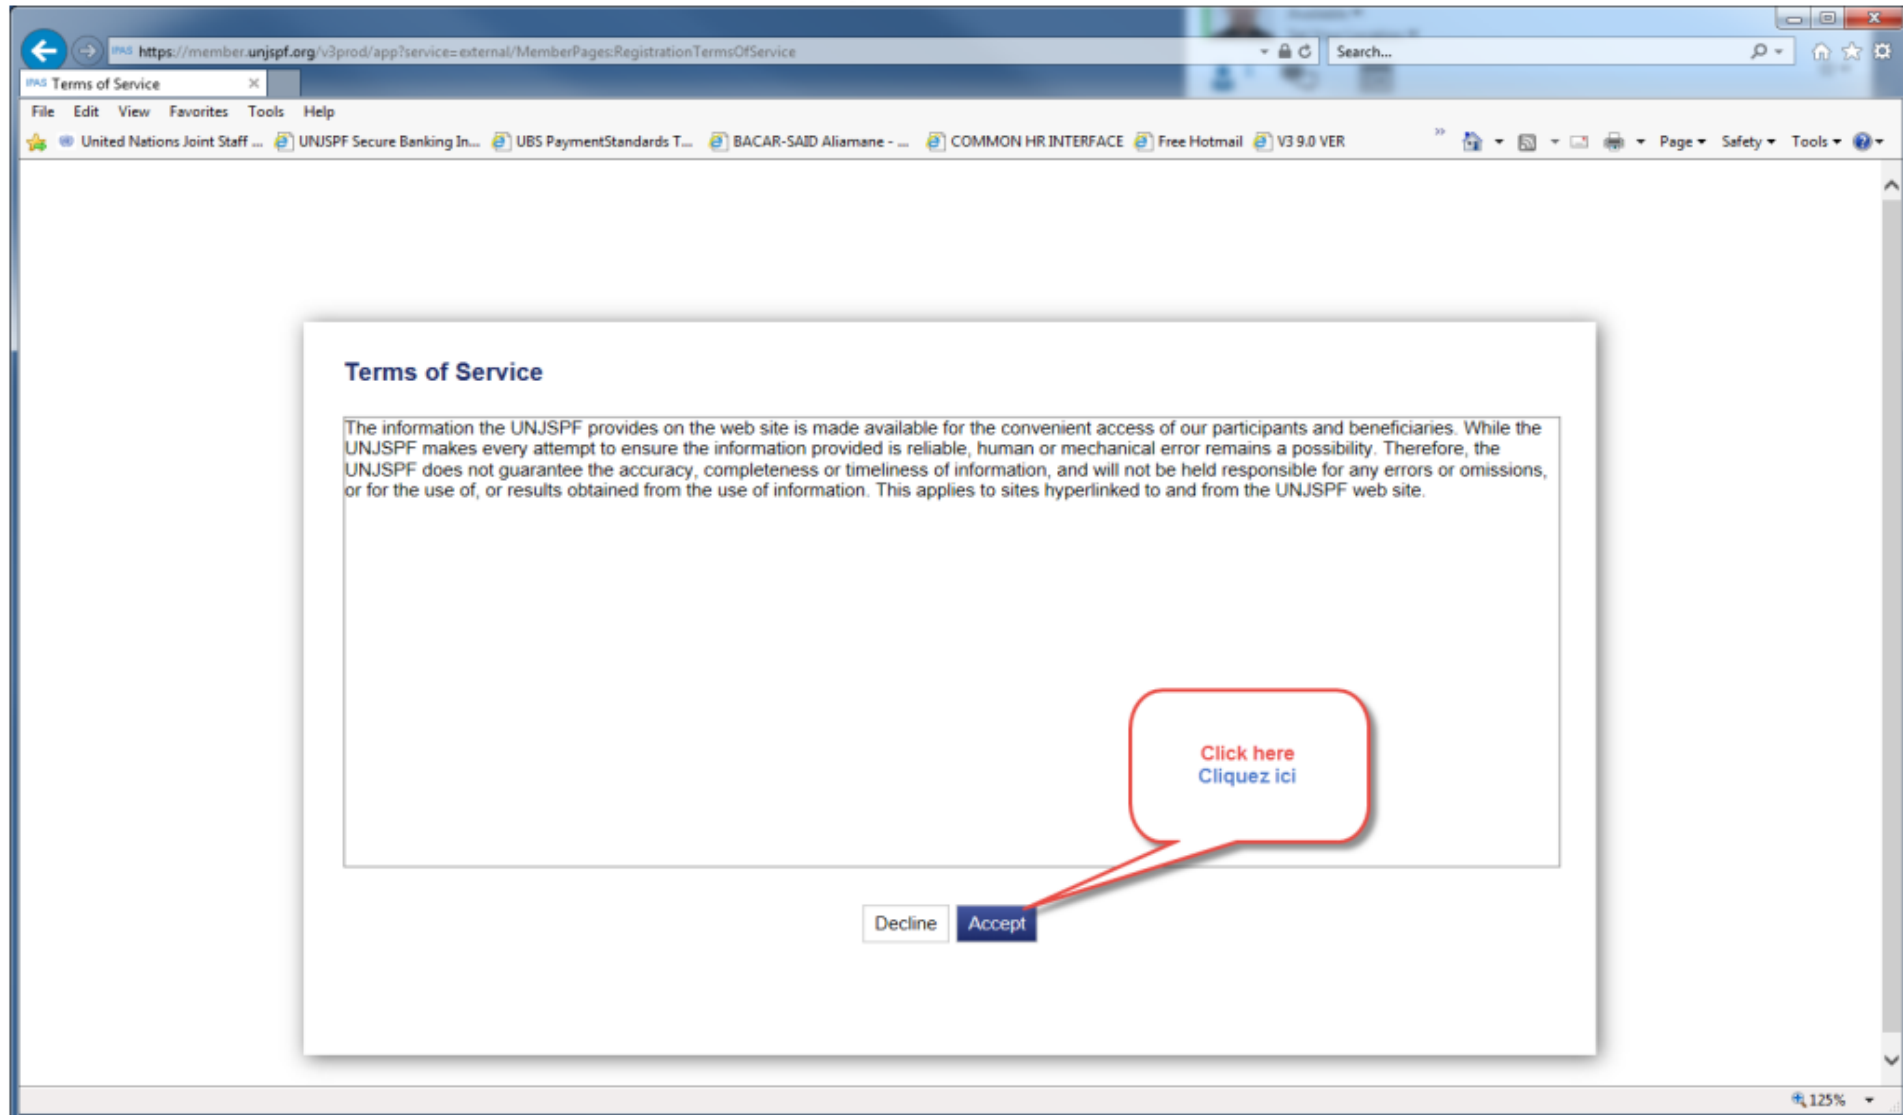 IPAS https://member.unjspf.org/v3prod/app?service=external/MemberPages:RegistrationTermsOfService Search...
IPAS Terms of Service
File Edit View Favorites Tools Help
United Nations Joint Staff ... UNJSPF Secure Banking In... UBS PaymentStandards T... BACAR-SAID Aliamane - ... COMMON HR INTERFACE Free Hotmail V3 9.0 VER Page Safety Tools
Terms of Service
The information the UNJSPF provides on the web site is made available for the convenient access of our participants and beneficiaries. While the
UNJSPF makes every attempt to ensure the information provided is reliable, human or mechanical error remains a possibility. Therefore, the
UNJSPF does not guarantee the accuracy, completeness or timeliness of information, and will not be held responsible for any errors or omissions,
or for the use of, or results obtained from the use of information. This applies to sites hyperlinked to and from the UNJSPF web site.
Click here
Cliquez ici
Decline Accept
125%